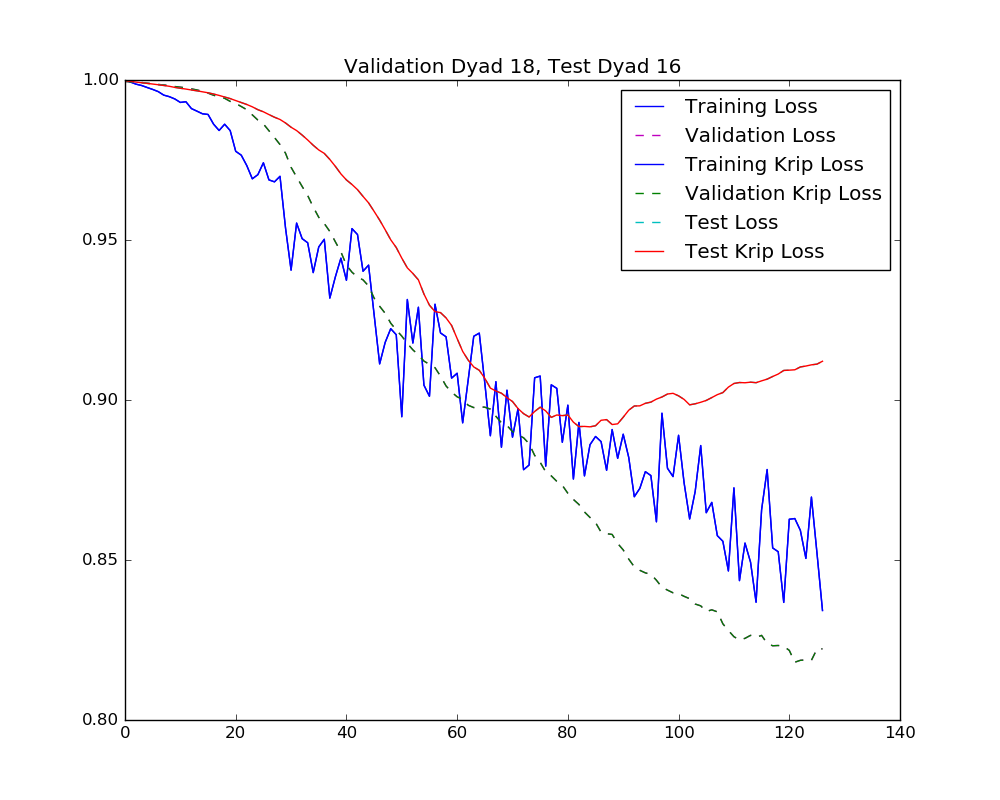 Validation Dyad 18, Test Dyad 16
1.00
0.95
0.90
0.85
0.80
Training Loss
Validation Loss
Training Krip Loss
Validation Krip Loss
Test Loss
Test Krip Loss
0 20 40 60 80 100 120 140